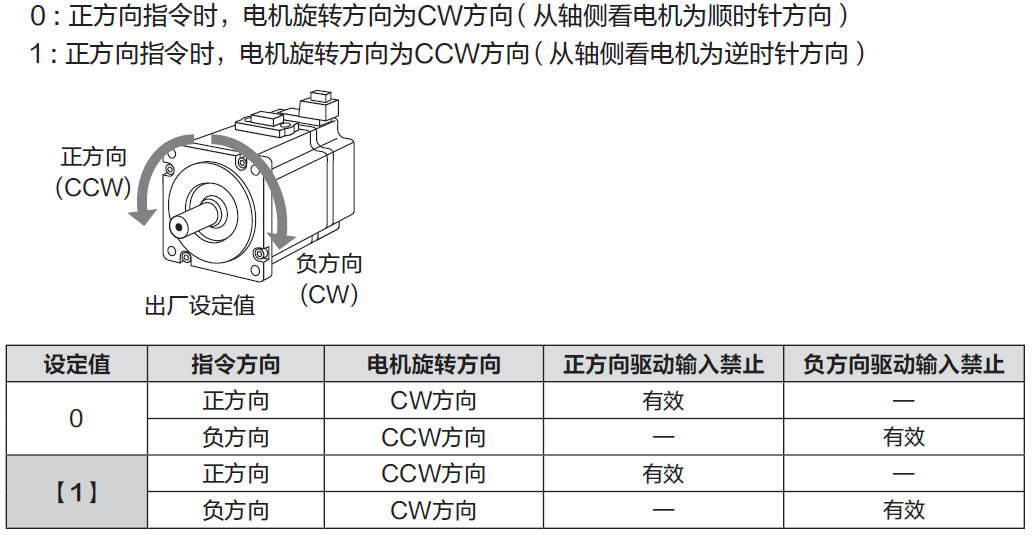 0：正方向指令时，电机旋转方向为CW方向（从轴侧看电机为顺时针方向）
1：正方向指令时，电机旋转方向为CCW方向（从轴侧看电机为逆时针方向）
正方向
(CCW)
负方向
(CW)
出厂设定值
设定值 指令方向 电机旋转方向 正方向驱动输入禁止 负方向驱动输入禁止
0 正方向 CW方向 有效 —
负方向 CCW方向 — 有效
【1】 正方向 CCW方向 有效 —
负方向 CW方向 — 有效